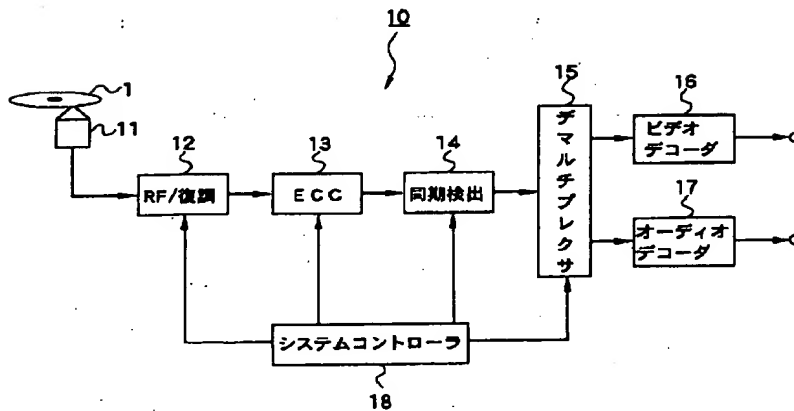 10
1
11
12
RF/復調
13
ECC
14
同期検出
15
デマルチプレクサ
16
ビデオ
デコーダ
17
オーディオ
デコーダ
システムコントローラ
18